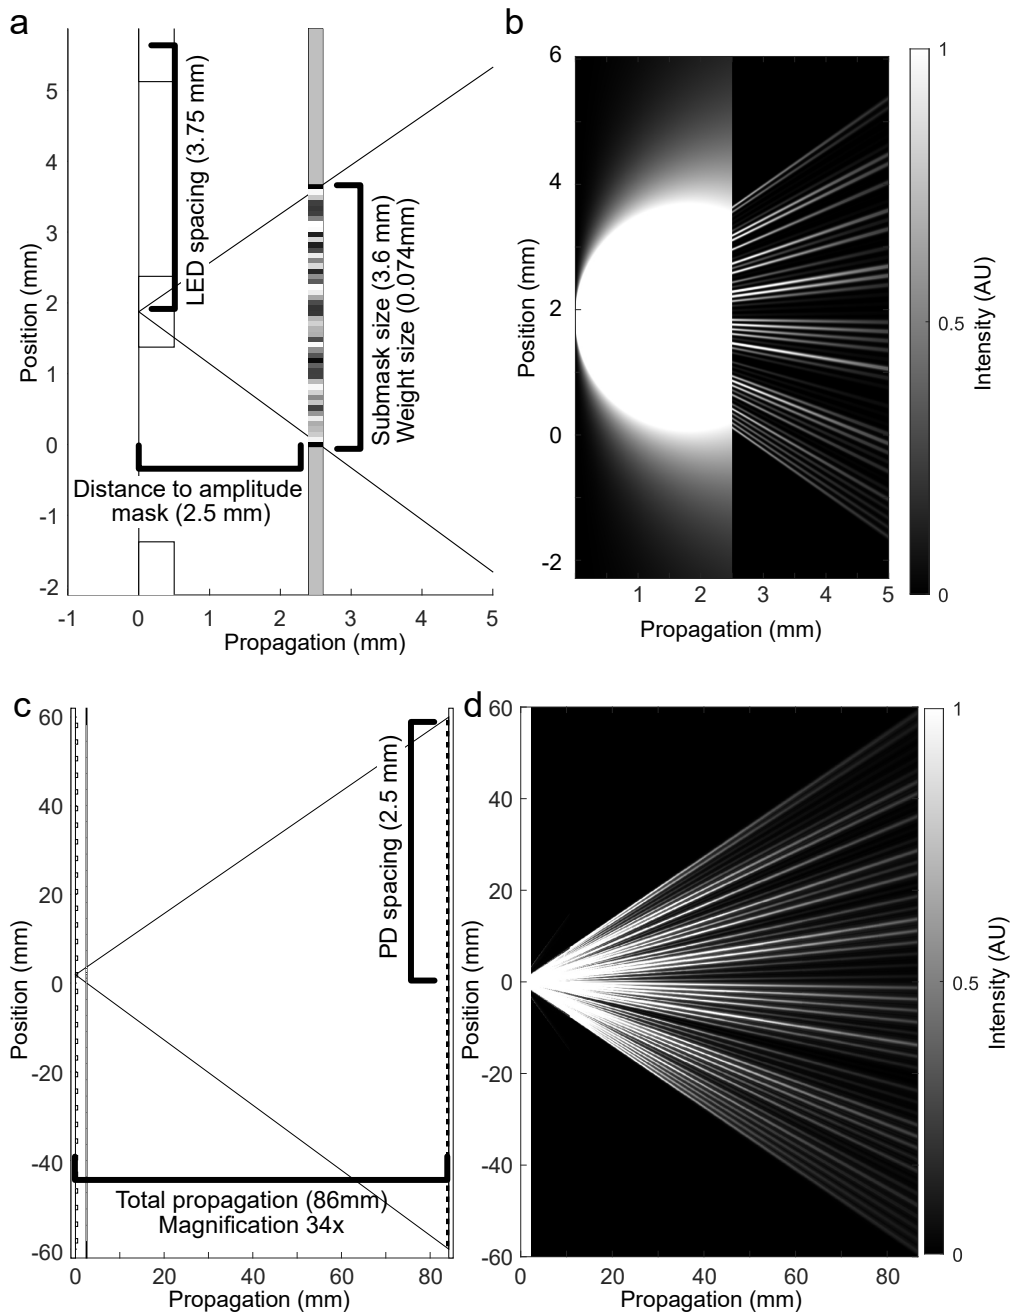 a
5
4
3
2
1
0
-1
-2
Position (mm)
LED spacing (3.75 mm)
Submask size (3.6 mm)
Weight size (0.074mm)
Distance to amplitude
mask (2.5 mm)
-1
0
1
2
3
4
5
Propagation (mm)
b
6
4
2
0
-2
Position (mm)
1
2
3
4
5
Propagation (mm)
1
0.5
0
Intensity (AU)
c
60
40
20
0
-20
-40
-60
Position (mm)
PD spacing (2.5 mm)
Total propagation (86mm)
Magnification 34x
0
20
40
60
80
Propagation (mm)
d
60
40
20
0
-20
-40
-60
Position (mm)
0
20
40
60
80
Propagation (mm)
1
0.5
0
Intensity (AU)